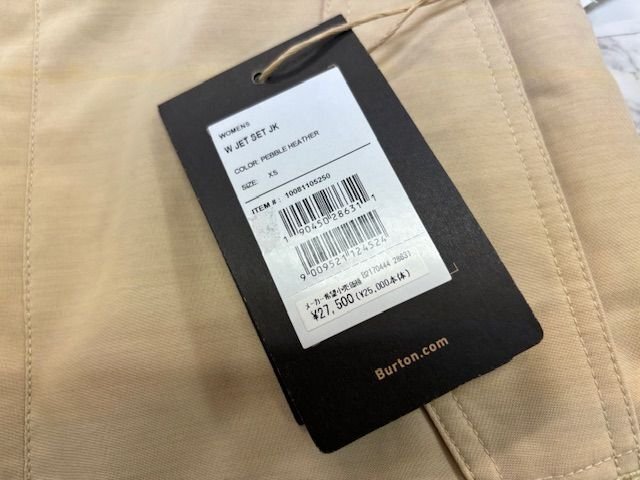 WOMENS
W JET SET JK
COLOR: PEBBLE HEATHER
SIZE: XS
ITEM # : 10081105250
1 90450 28631 1
9 009521 124524
メーカー希望小売価格 B2170444 28631
¥27,500(¥25,000本体)
Burton.com